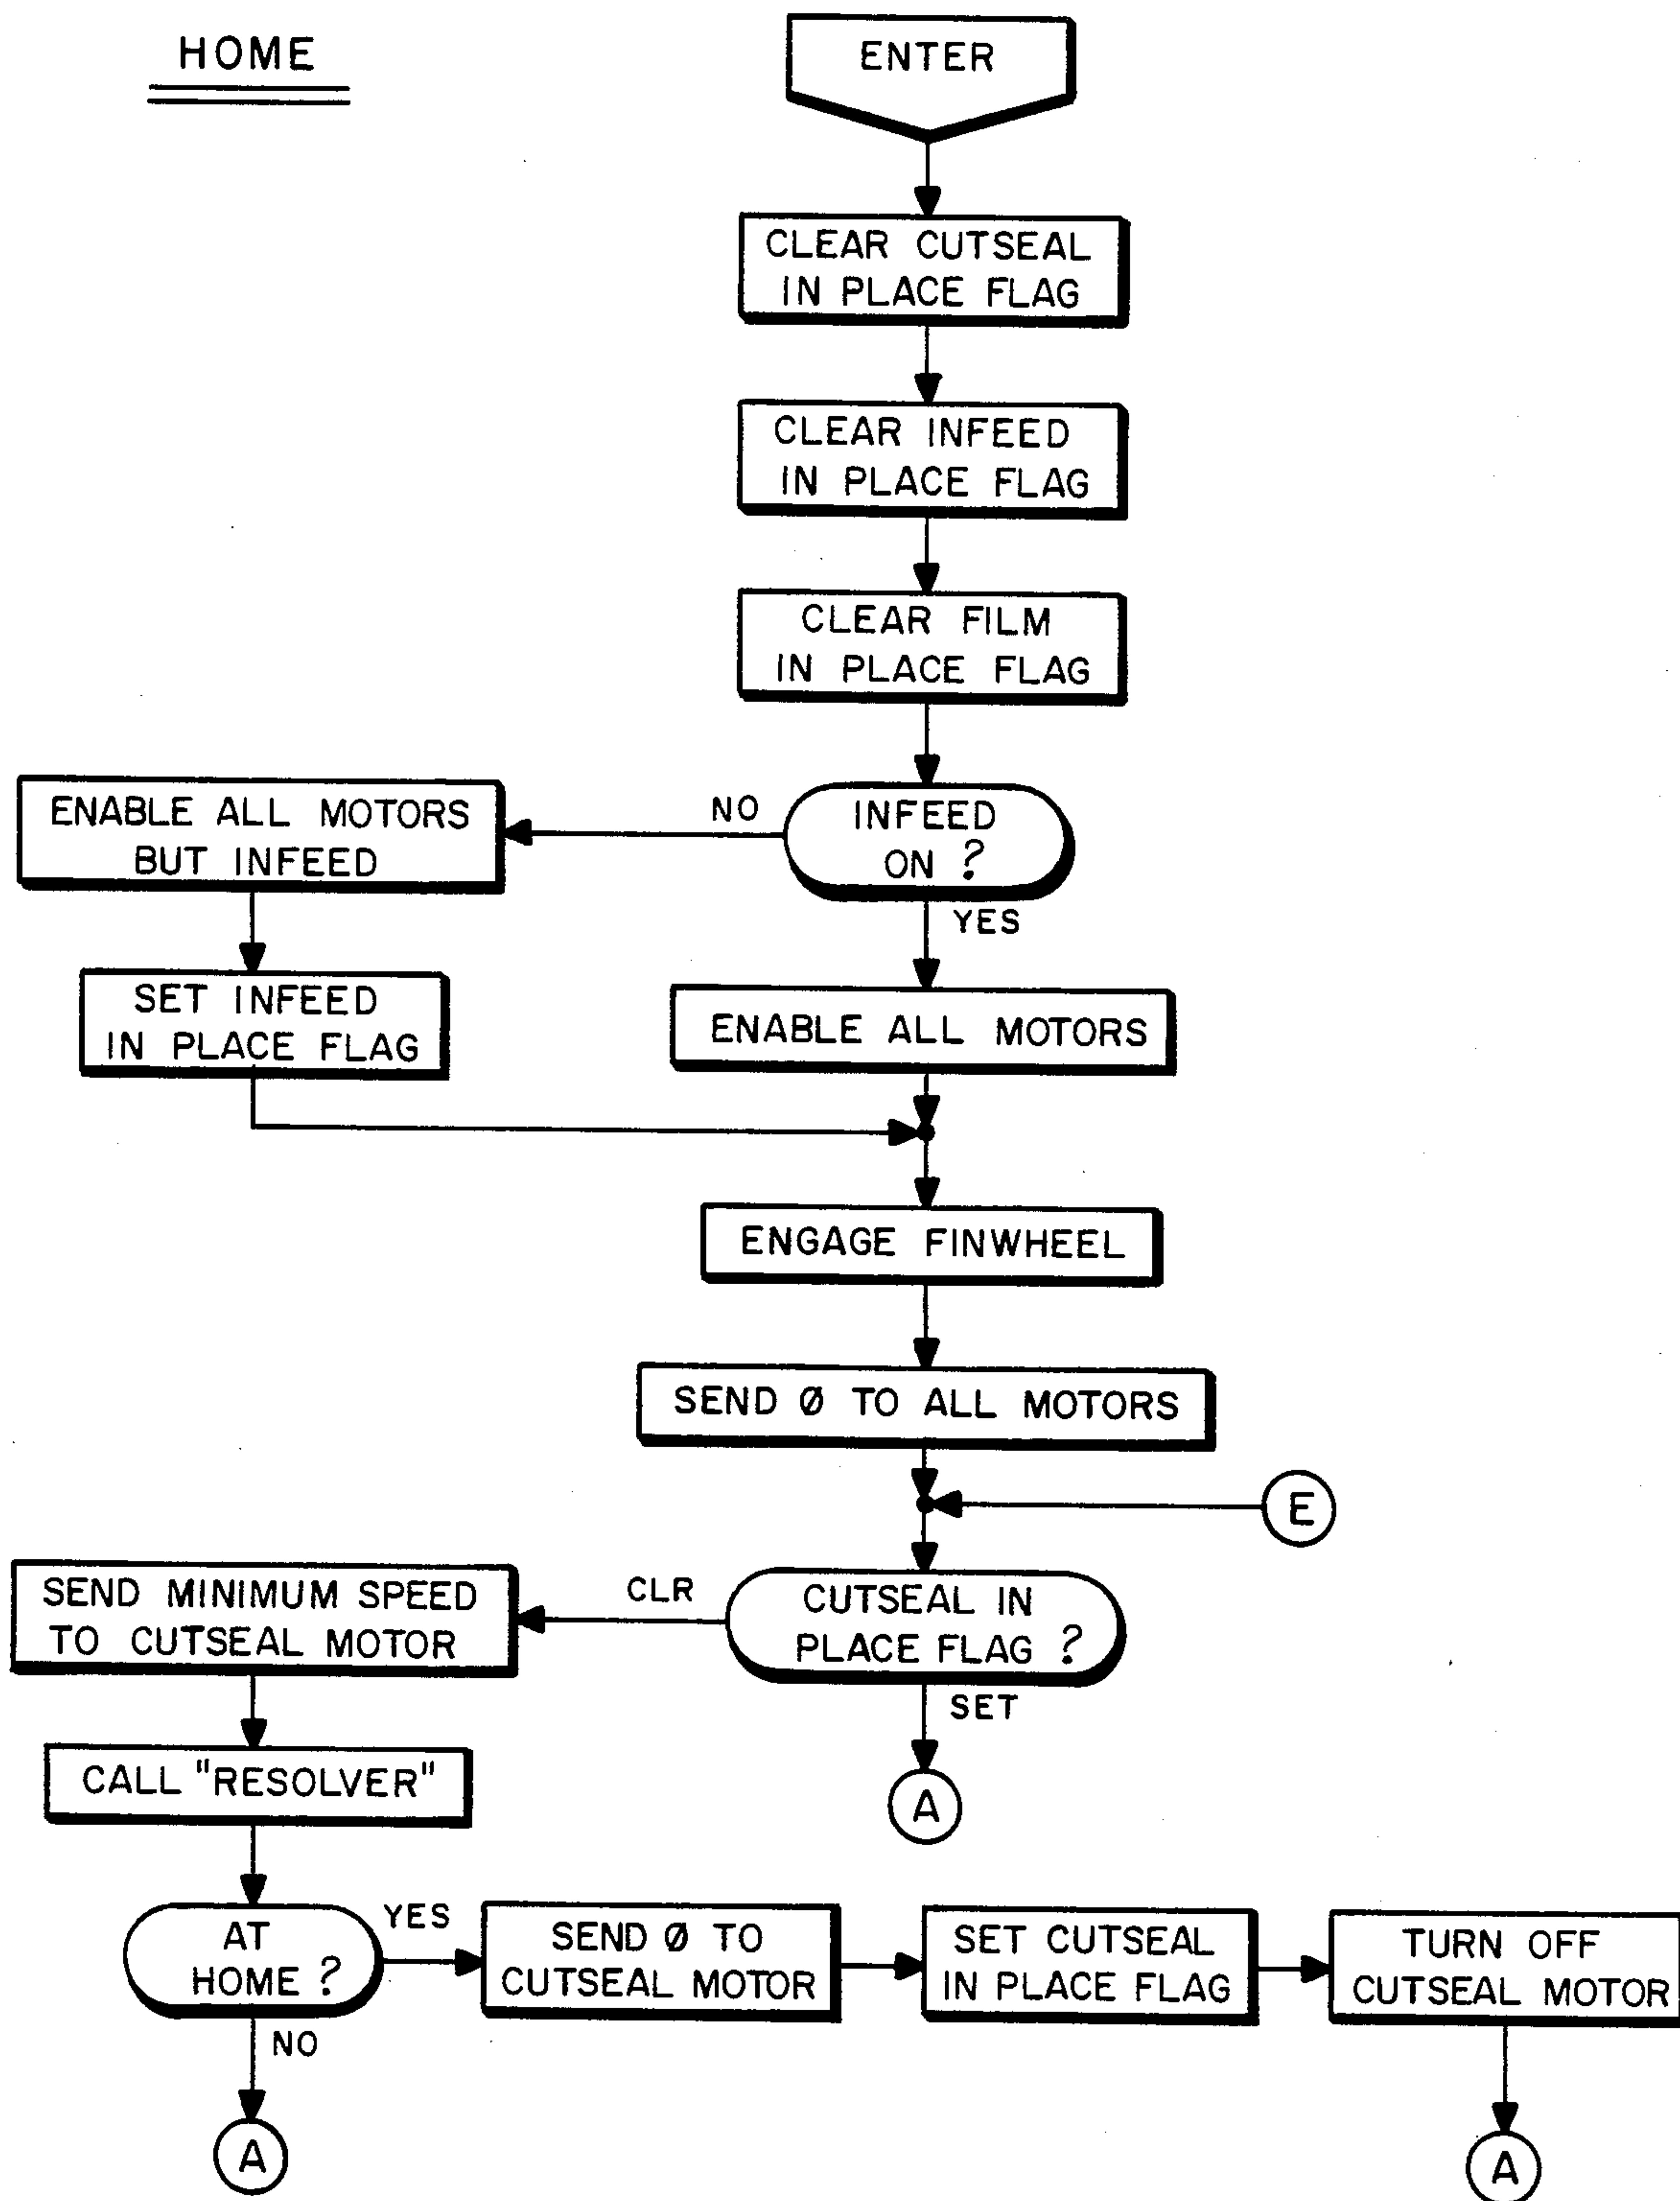 HOME
ENTER
CLEAR CUTSEAL
IN PLACE FLAG
CLEAR INFEED
IN PLACE FLAG
CLEAR FILM
IN PLACE FLAG
INFEED
ON ?
NO
YES
ENABLE ALL MOTORS
BUT INFEED
SET INFEED
IN PLACE FLAG
ENABLE ALL MOTORS
ENGAGE FINWHEEL
SEND Ø TO ALL MOTORS
E
CUTSEAL IN
PLACE FLAG ?
CLR
SET
A
SEND MINIMUM SPEED
TO CUTSEAL MOTOR
CALL "RESOLVER"
AT
HOME ?
YES
NO
A
SEND Ø TO
CUTSEAL MOTOR
SET CUTSEAL
IN PLACE FLAG
TURN OFF
CUTSEAL MOTOR
A